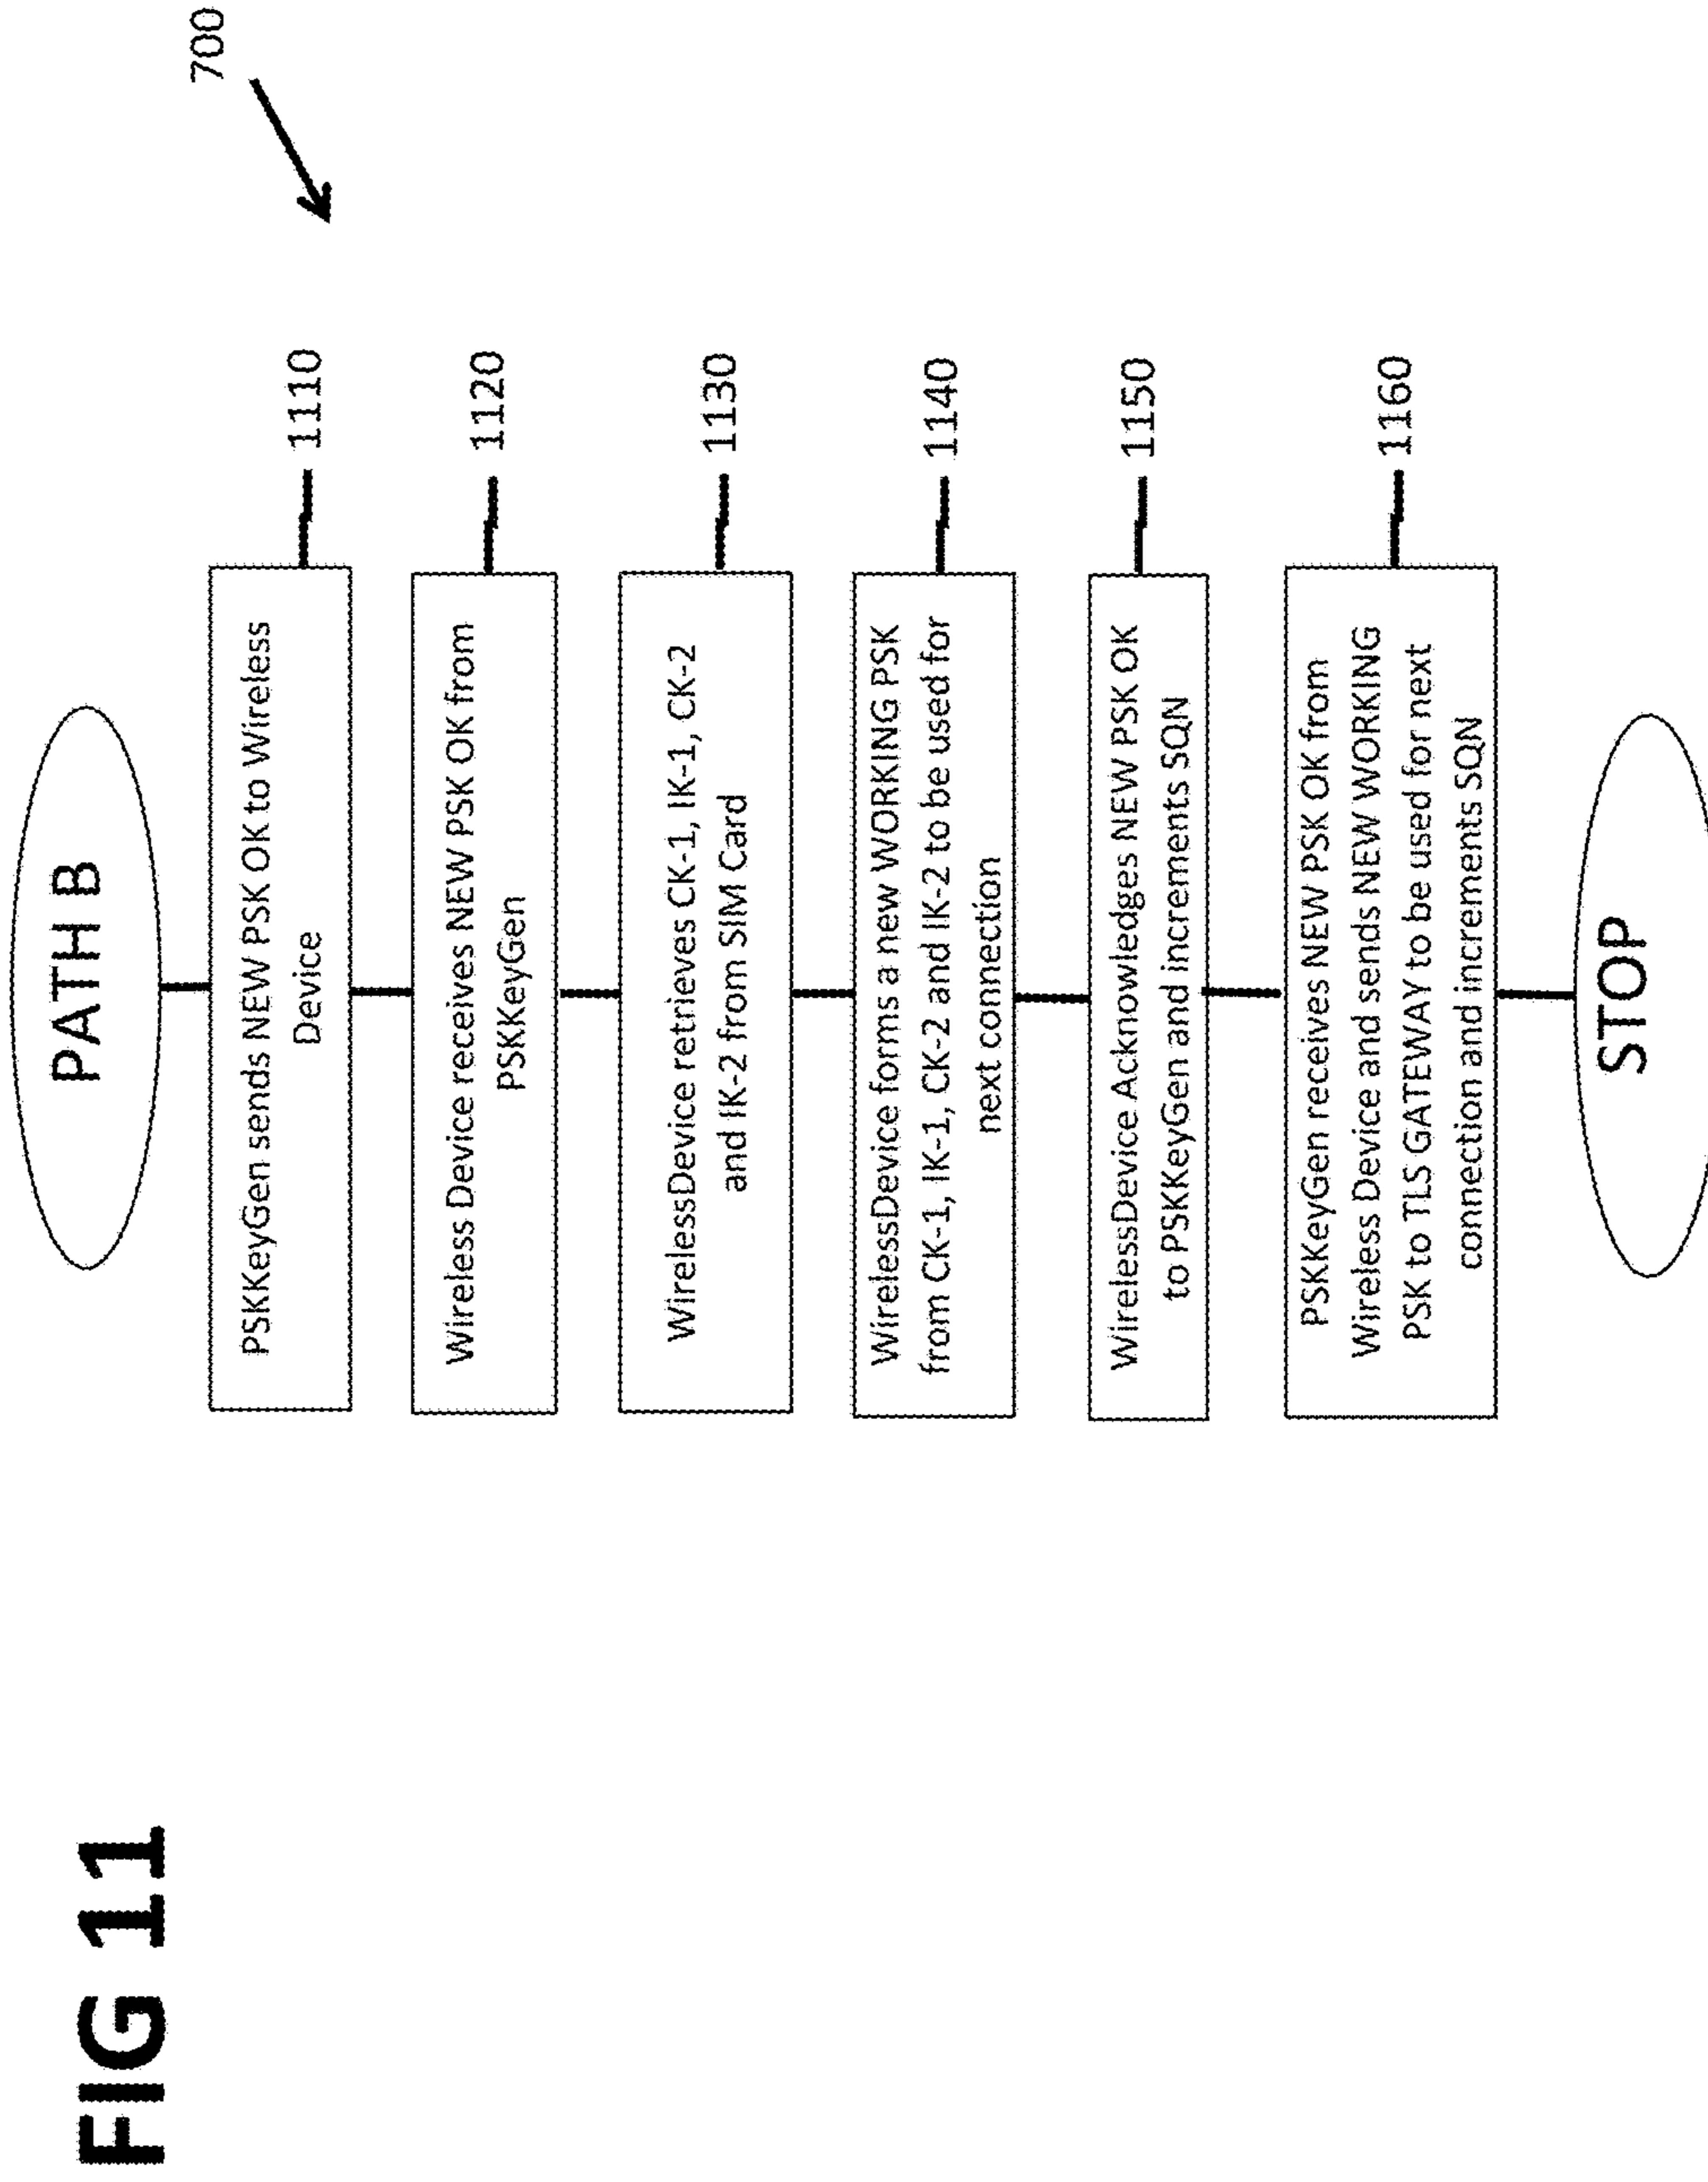 FIG 11
700
PATH B
PSKKeyGen sends NEW PSK OK to Wireless
Device
1110
Wireless Device receives NEW PSK OK from
PSKKeyGen
1120
WirelessDevice retrieves CK-1, IK-1, CK-2
and IK-2 from SIM Card
1130
WirelessDevice forms a new WORKING PSK
from CK-1, IK-1, CK-2 and IK-2 to be used for
next connection
1140
WirelessDevice Acknowledges NEW PSK OK
to PSKKeyGen and increments SQN
1150
PSKKeyGen receives NEW PSK OK from
Wireless Device and sends NEW WORKING
PSK to TLS GATEWAY to be used for next
connection and increments SQN
1160
STOP